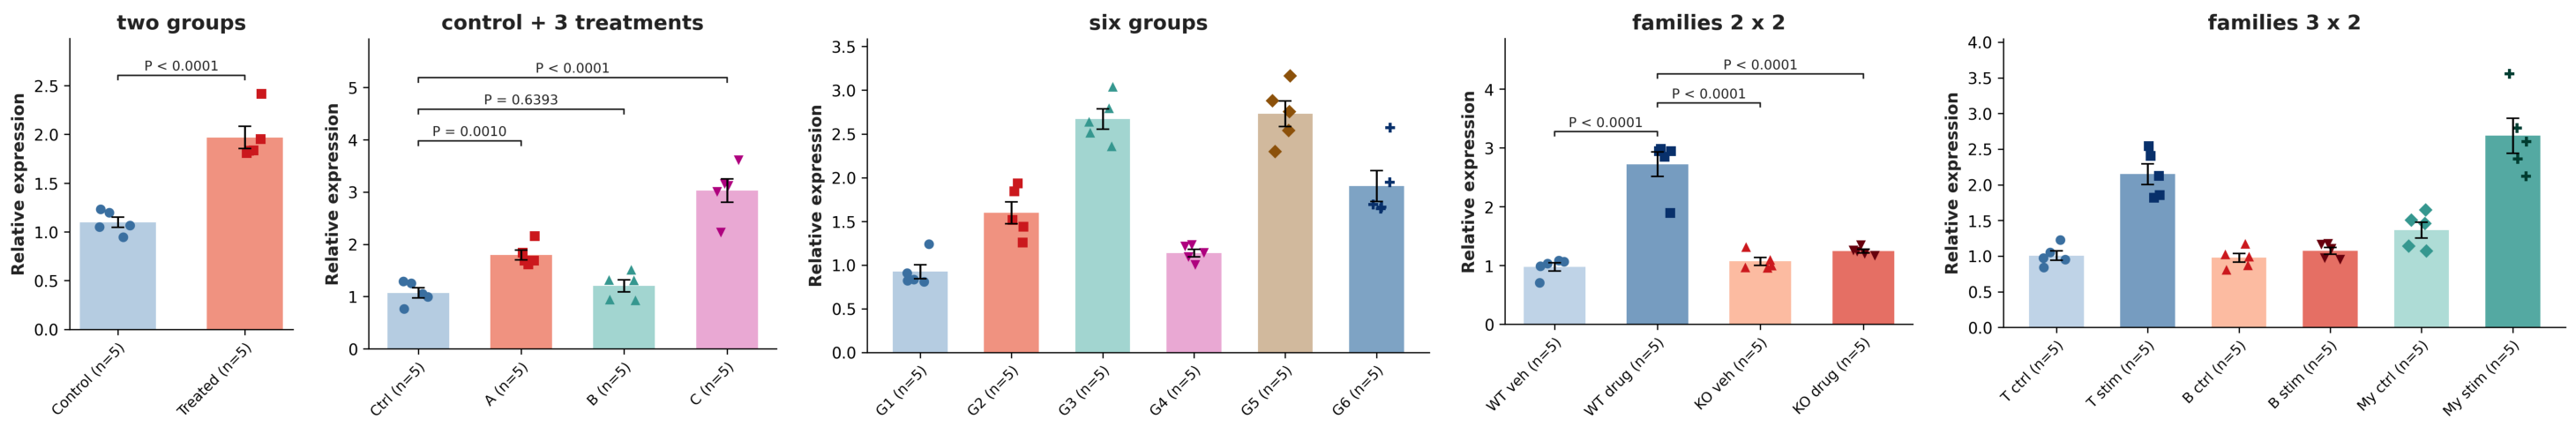 two groups
Relative expression
2.5
2.0
1.5
1.0
0.5
0.0
P < 0.0001
Control (n=5)
Treated (n=5)
control + 3 treatments
Relative expression
5
4
3
2
1
0
P < 0.0001
P = 0.6393
P = 0.0010
Ctrl (n=5)
A (n=5)
B (n=5)
C (n=5)
six groups
Relative expression
3.5
3.0
2.5
2.0
1.5
1.0
0.5
0.0
G1 (n=5)
G2 (n=5)
G3 (n=5)
G4 (n=5)
G5 (n=5)
G6 (n=5)
families 2 x 2
Relative expression
4
3
2
1
0
P < 0.0001
P < 0.0001
P < 0.0001
WT veh (n=5)
WT drug (n=5)
KO veh (n=5)
KO drug (n=5)
families 3 x 2
Relative expression
4.0
3.5
3.0
2.5
2.0
1.5
1.0
0.5
0.0
T ctrl (n=5)
T stim (n=5)
B ctrl (n=5)
B stim (n=5)
My ctrl (n=5)
My stim (n=5)